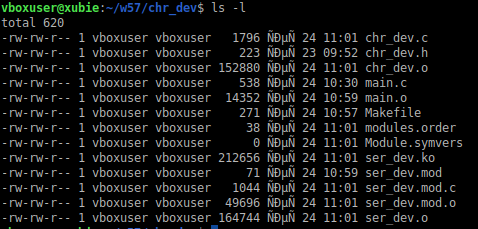 vboxuser@xubie:~/w57/chr_dev$ ls -l
total 620
-rw-rw-r-- 1 vboxuser vboxuser   1796 ÑĐµÑ 24 11:01 chr_dev.c
-rw-rw-r-- 1 vboxuser vboxuser    223 ÑĐµÑ 23 09:52 chr_dev.h
-rw-rw-r-- 1 vboxuser vboxuser 152880 ÑĐµÑ 24 11:01 chr_dev.o
-rw-rw-r-- 1 vboxuser vboxuser    538 ÑĐµÑ 24 10:30 main.c
-rw-rw-r-- 1 vboxuser vboxuser  14352 ÑĐµÑ 24 10:59 main.o
-rw-rw-r-- 1 vboxuser vboxuser    271 ÑĐµÑ 24 10:57 Makefile
-rw-rw-r-- 1 vboxuser vboxuser     38 ÑĐµÑ 24 11:01 modules.order
-rw-rw-r-- 1 vboxuser vboxuser      0 ÑĐµÑ 24 11:01 Module.symvers
-rw-rw-r-- 1 vboxuser vboxuser 212656 ÑĐµÑ 24 11:01 ser_dev.ko
-rw-rw-r-- 1 vboxuser vboxuser     71 ÑĐµÑ 24 10:59 ser_dev.mod
-rw-rw-r-- 1 vboxuser vboxuser   1044 ÑĐµÑ 24 11:01 ser_dev.mod.c
-rw-rw-r-- 1 vboxuser vboxuser  49696 ÑĐµÑ 24 11:01 ser_dev.mod.o
-rw-rw-r-- 1 vboxuser vboxuser 164744 ÑĐµÑ 24 11:01 ser_dev.o